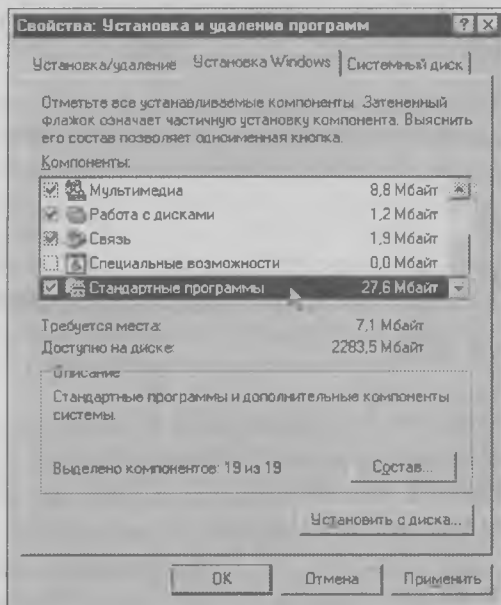 Свойства: Установка и удаление программ
Установка/удаление Установка Windows Системный диск
Отметьте все устанавливаемые компоненты. Затененный
флажок означает частичную установку компонента. Выяснить
его состав позволяет одноименная кнопка.
Компоненты:
Мультимедиа 8,8 Мбайт
Работа с дисками 1,2 Мбайт
Связь 1,9 Мбайт
Специальные возможности 0,0 Мбайт
Стандартные программы 27,6 Мбайт
Требуется места: 7,1 Мбайт
Доступно на диске: 2283,5 Мбайт
Описание
Стандартные программы и дополнительные компоненты
системы.
Выделено компонентов: 19 из 19 Состав...
Установить с диска...
OK Отмена Применить